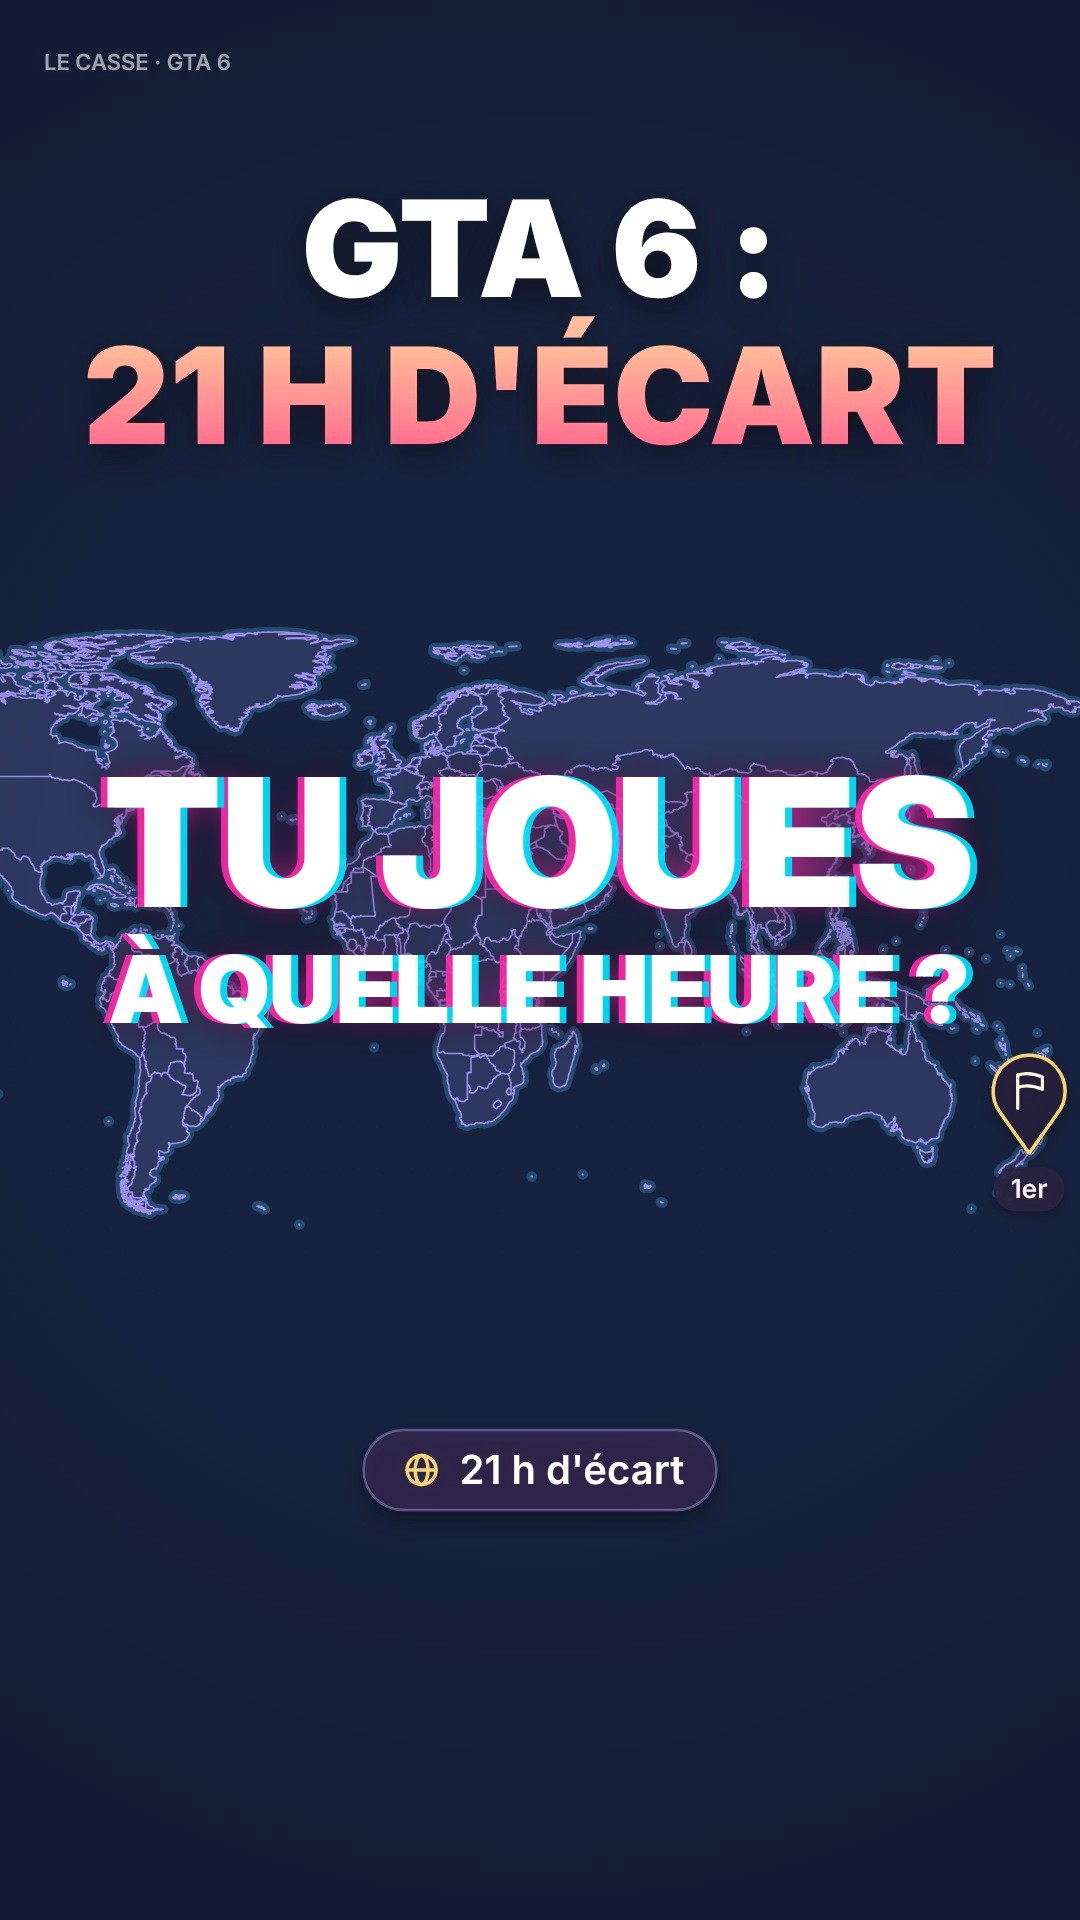 LE CASSE · GTA 6
GTA 6 :
21 H D'ÉCART
TU JOUES
À QUELLE HEURE ?
1er
21 h d'écart